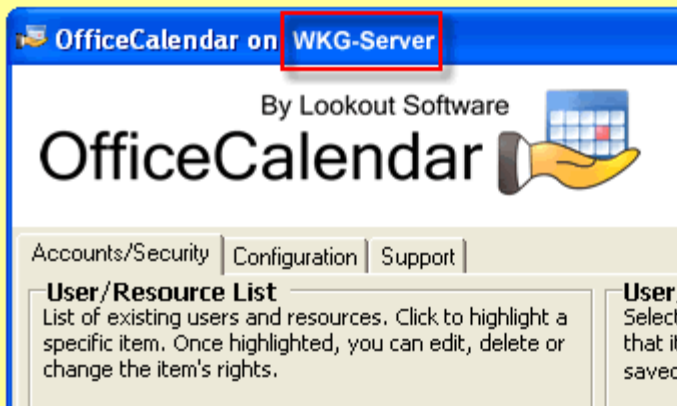 OfficeCalendar on WKG-Server
By Lookout Software
OfficeCalendar
Accounts/Security Configuration Support
User/Resource List
List of existing users and resources. Click to highlight a
specific item. Once highlighted, you can edit, delete or
change the item's rights.
User/
Select
that
saved